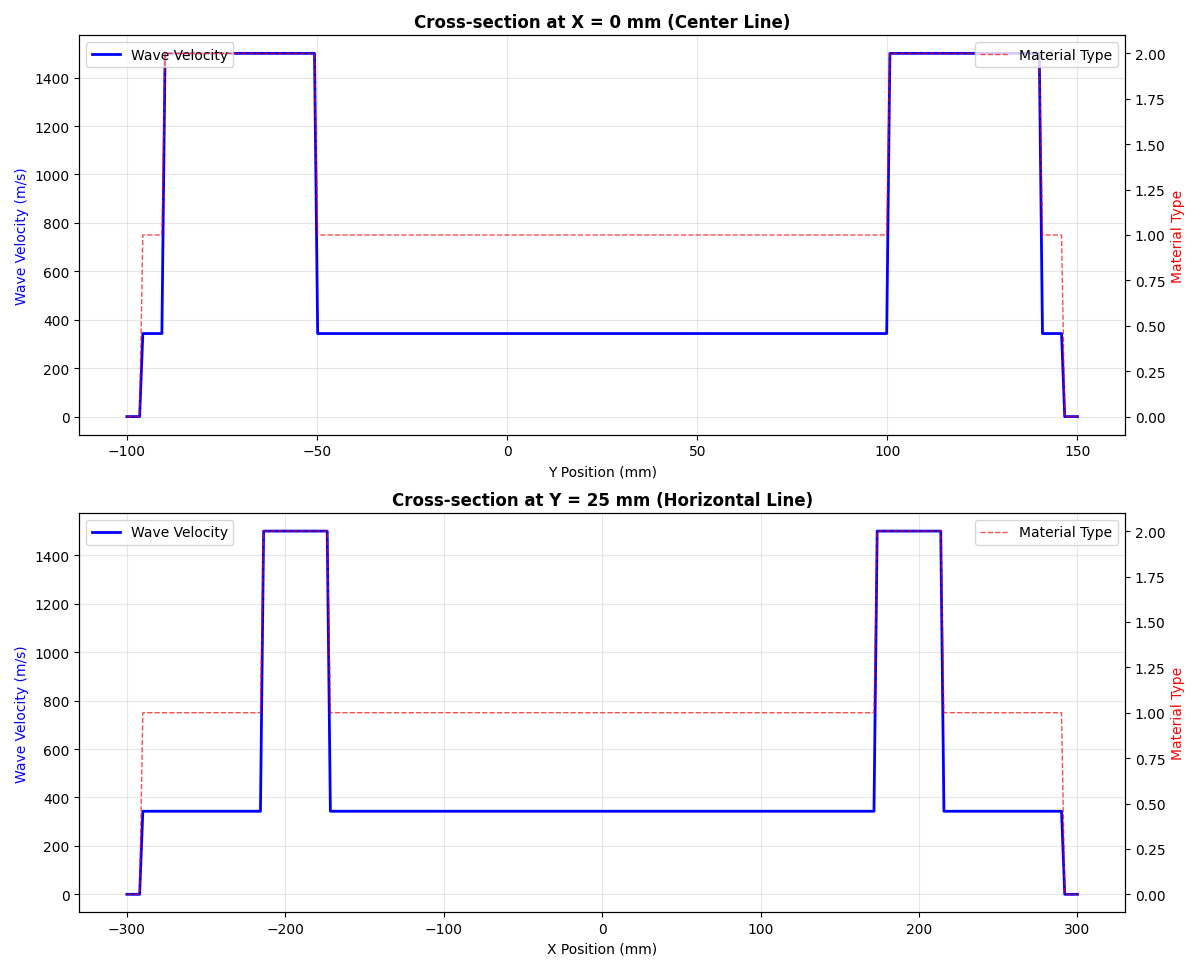 Cross-section at X = 0 mm (Center Line)
Wave Velocity
Material Type
Wave Velocity (m/s)
1400
1200
1000
800
600
400
200
0
2.00
1.75
1.50
1.25
1.00
0.75
0.50
0.25
0.00
Material Type
−100 −50 0 50 100 150
Y Position (mm)
Cross-section at Y = 25 mm (Horizontal Line)
Wave Velocity
Material Type
Wave Velocity (m/s)
1400
1200
1000
800
600
400
200
0
2.00
1.75
1.50
1.25
1.00
0.75
0.50
0.25
0.00
Material Type
−300 −200 −100 0 100 200 300
X Position (mm)